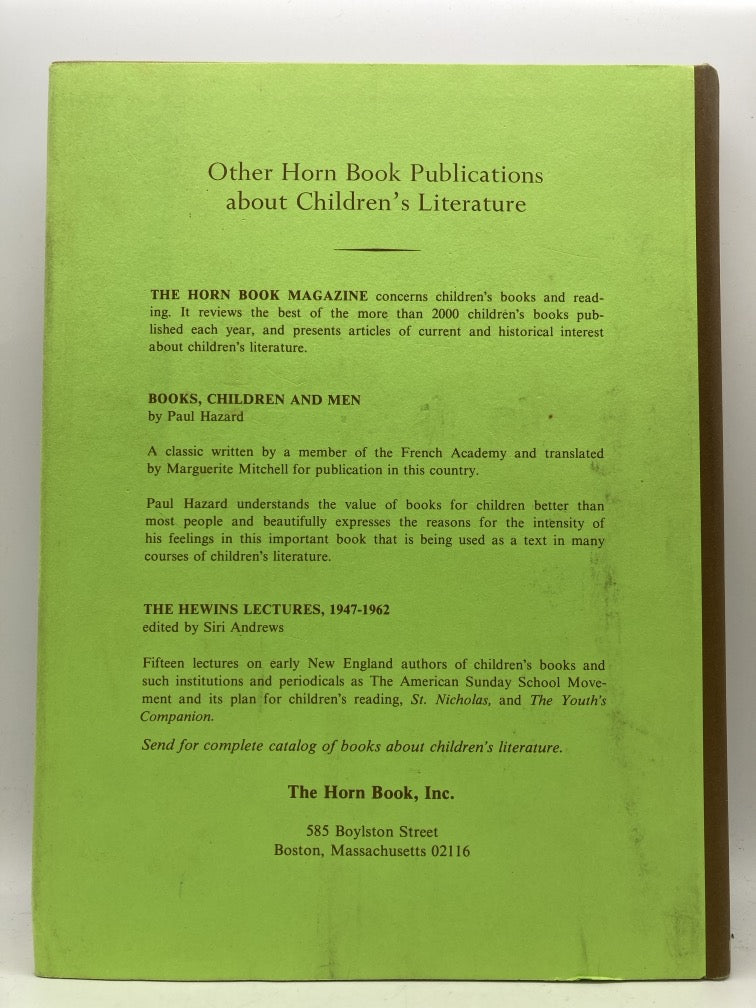 Other Horn Book Publications
about Children's Literature
THE HORN BOOK MAGAZINE concerns children's books and read-
ing. It reviews the best of the more than 2000 children's books pub-
lished each year, and presents articles of current and historical interest
about children's literature.
BOOKS, CHILDREN AND MEN
by Paul Hazard
A classic written by a member of the French Academy and translated
by Marguerite Mitchell for publication in this country.
Paul Hazard understands the value of books for children better than
most people and beautifully expresses the reasons for the intensity of
his feelings in this important book that is being used as a text in many
courses of children's literature.
THE HEWINS LECTURES, 1947-1962
edited by Siri Andrews
Fifteen lectures on early New England authors of children's books and
such institutions and periodicals as The American Sunday School Move-
ment and its plan for children's reading, St. Nicholas, and The Youth's
Companion.
Send for complete catalog of books about children's literature.
The Horn Book, Inc.
585 Boylston Street
Boston, Massachusetts 02116